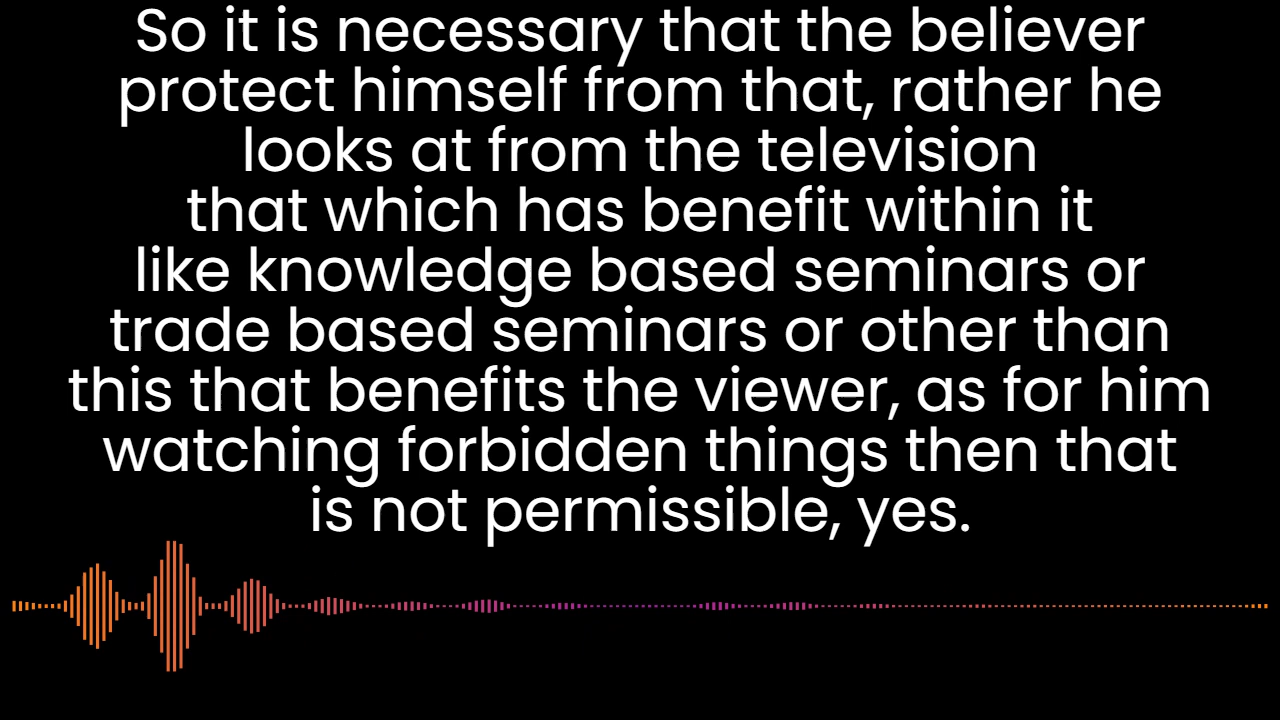 So it is necessary that the believer
protect himself from that, rather he
looks at from the television
that which has benefit within it
like knowledge based seminars or
trade based seminars or other than
this that benefits the viewer, as for him
watching forbidden things then that
is not permissible, yes.